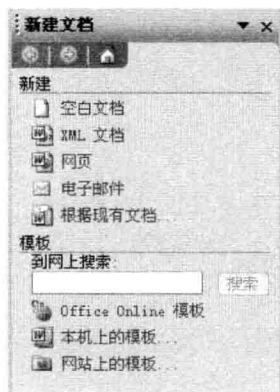 新建文档
新建
空白文档
XML 文档
网页
电子邮件
根据现有文档...
模板
到网上搜索:
搜索
Office Online 模板
本机上的模板...
网站上的模板...